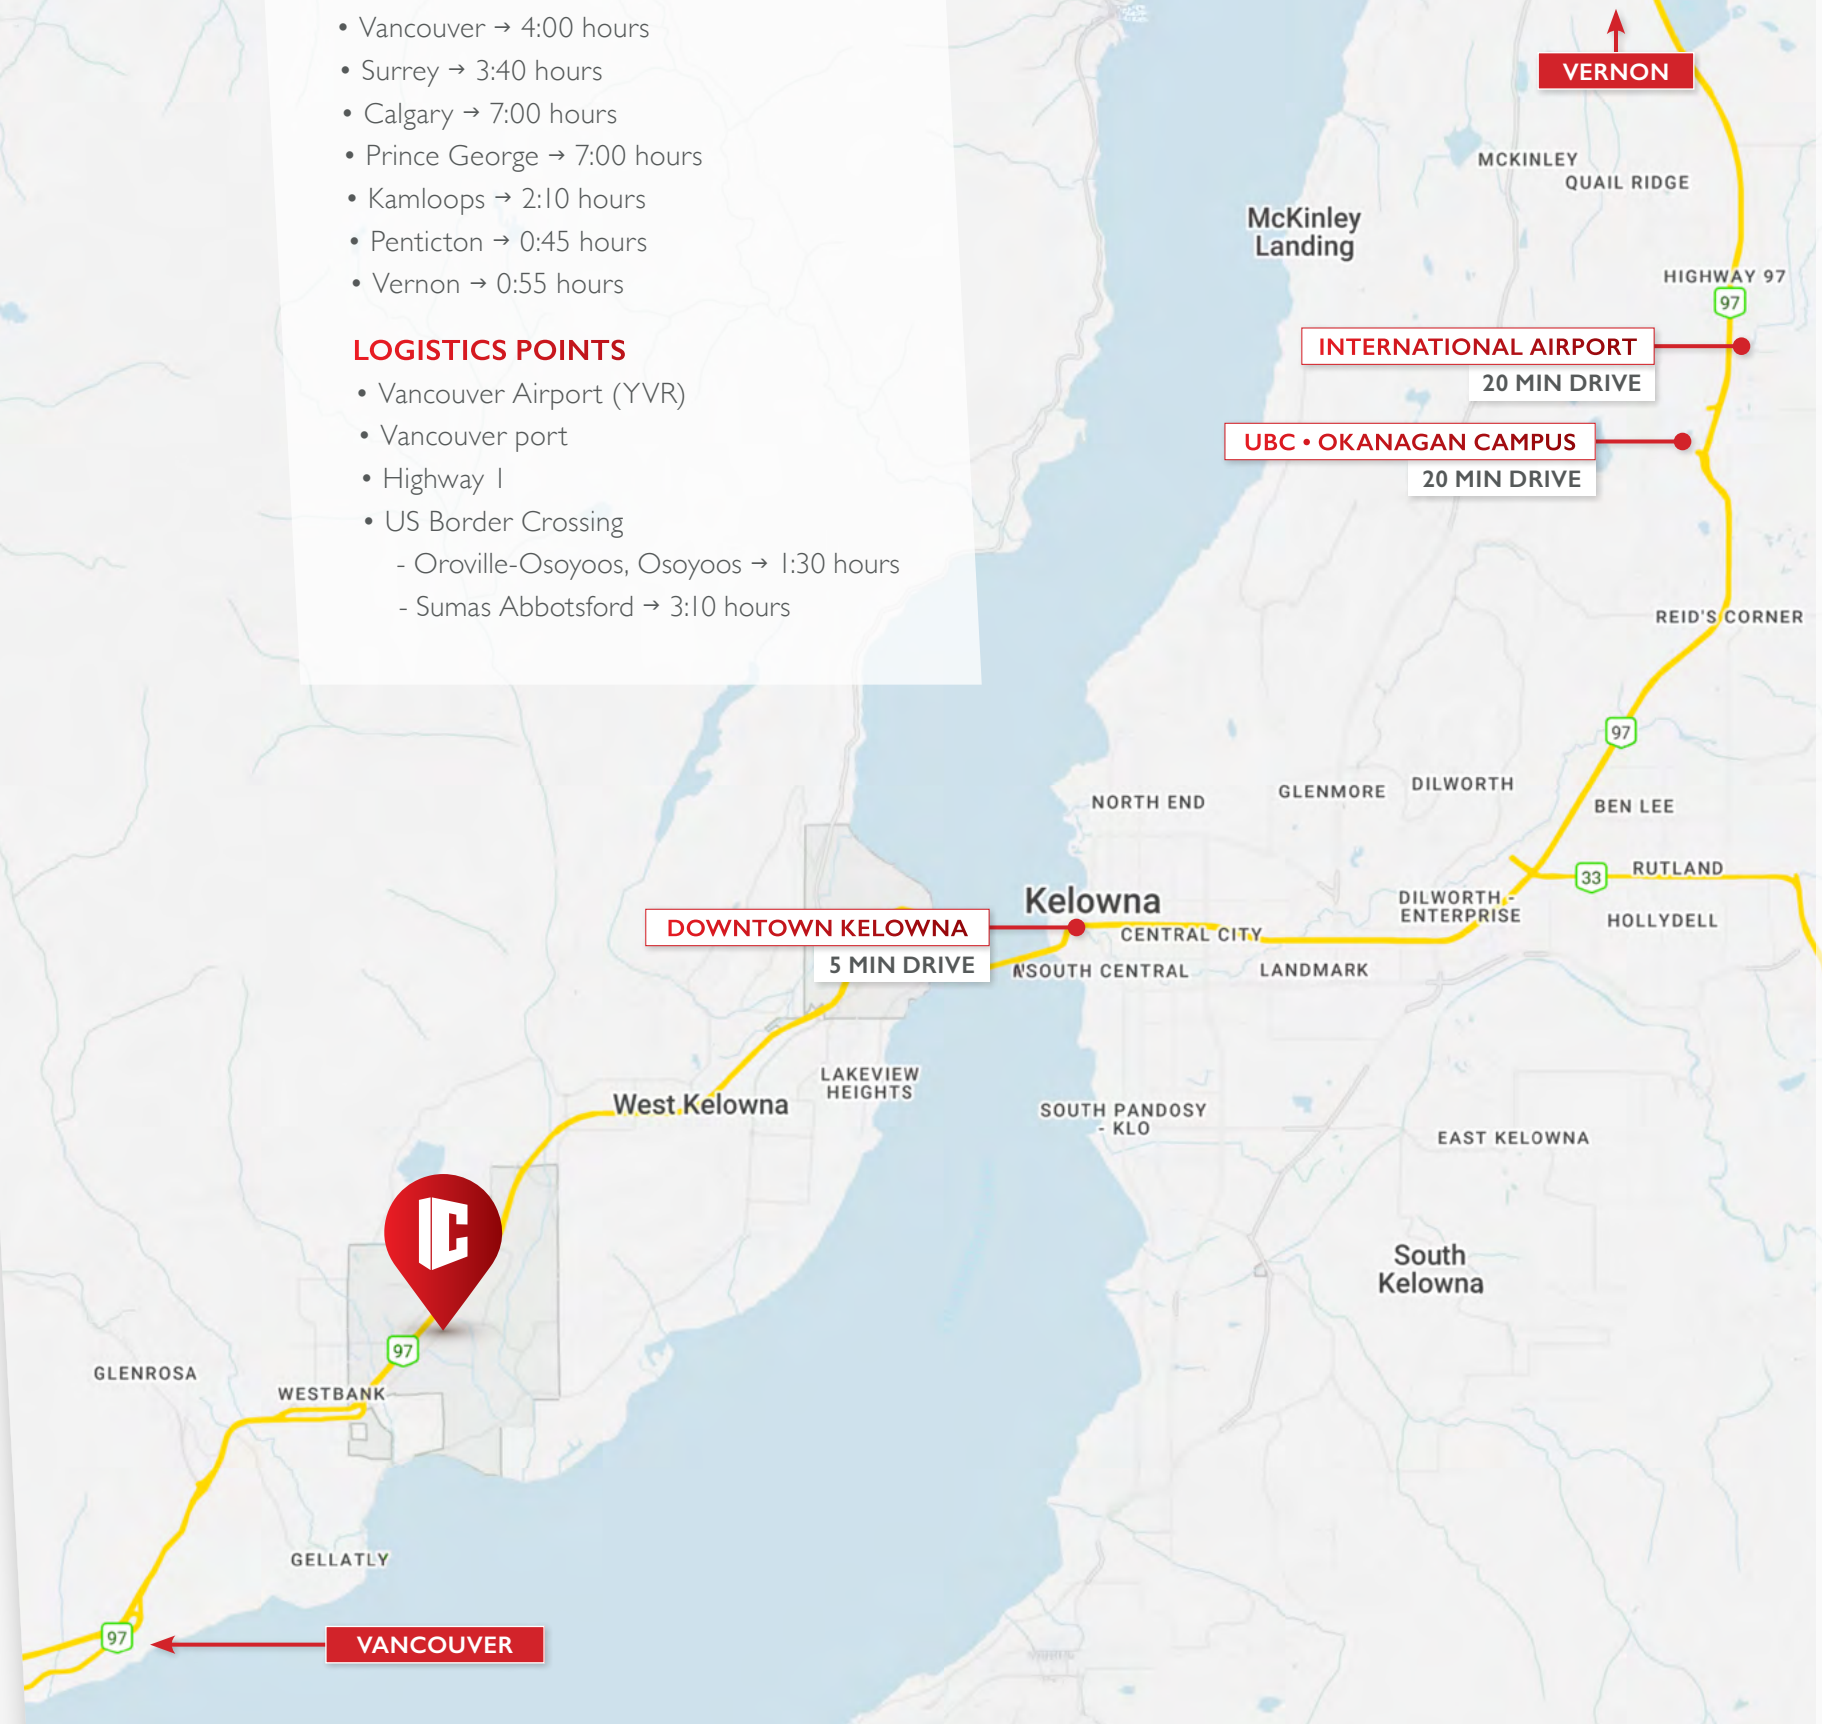 • Vancouver → 4:00 hours
• Surrey → 3:40 hours
• Calgary → 7:00 hours
• Prince George → 7:00 hours
• Kamloops → 2:10 hours
• Penticton → 0:45 hours
• Vernon → 0:55 hours
LOGISTICS POINTS
• Vancouver Airport (YVR)
• Vancouver port
• Highway 1
• US Border Crossing
- Oroville-Osoyoos, Osoyoos → 1:30 hours
- Sumas Abbotsford → 3:10 hours
VERNON
MCKINLEY
QUAIL RIDGE
McKinley
Landing
HIGHWAY 97
97
INTERNATIONAL AIRPORT
20 MIN DRIVE
UBC • OKANAGAN CAMPUS
20 MIN DRIVE
REID'S CORNER
97
NORTH END
GLENMORE
DILWORTH
BEN LEE
33
RUTLAND
Kelowna
DILWORTH -
ENTERPRISE
HOLLYDELL
DOWNTOWN KELOWNA
5 MIN DRIVE
CENTRAL CITY
SOUTH CENTRAL
LANDMARK
LAKEVIEW
HEIGHTS
West Kelowna
SOUTH PANDOSY
- KLO
EAST KELOWNA
IC
South
Kelowna
97
GLENROSA
WESTBANK
GELLATLY
97
VANCOUVER